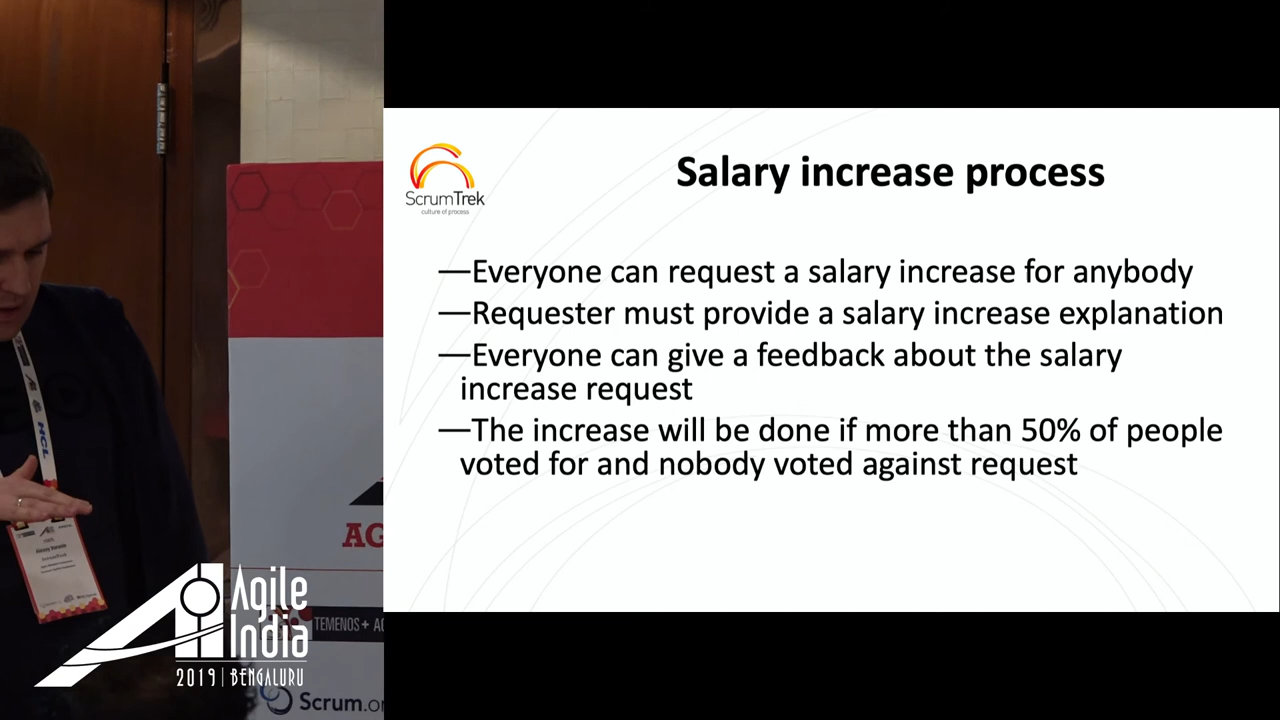 Salary increase process
ScrumTrek
culture of process
—Everyone can request a salary increase for anybody
—Requester must provide a salary increase explanation
—Everyone can give a feedback about the salary
increase request
—The increase will be done if more than 50% of people
voted for and nobody voted against request
HCL
AG
Agile
India
2019 | BENGALURU
TEMENOS+ AG
Scrum.or